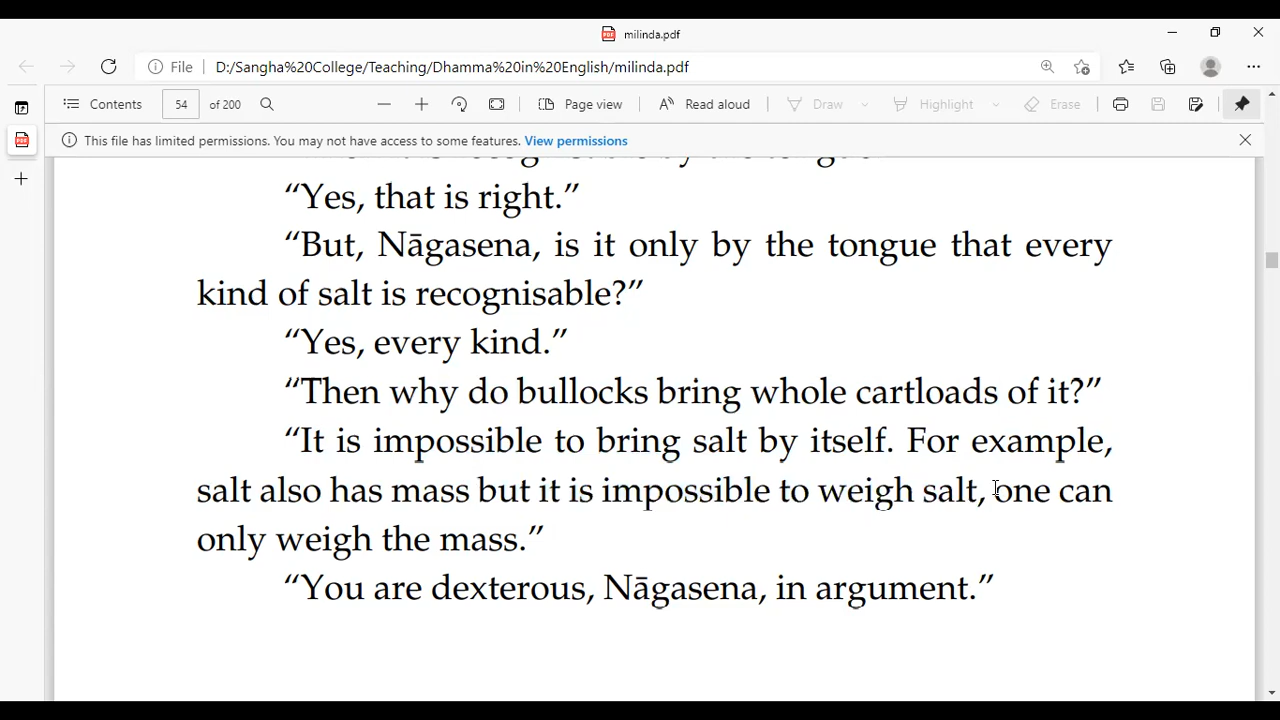 milinda.pdf
File D:/Sangha%20College/Teaching/Dhamma%20in%20English/milinda.pdf
Contents 54 of 200 Page view Read aloud Draw Highlight Erase
This file has limited permissions. You may not have access to some features. View permissions
“Yes, that is right.”
“But, Nāgasena, is it only by the tongue that every
kind of salt is recognisable?”
“Yes, every kind.”
“Then why do bullocks bring whole cartloads of it?”
“It is impossible to bring salt by itself. For example,
salt also has mass but it is impossible to weigh salt, one can
only weigh the mass.”
“You are dexterous, Nāgasena, in argument.”